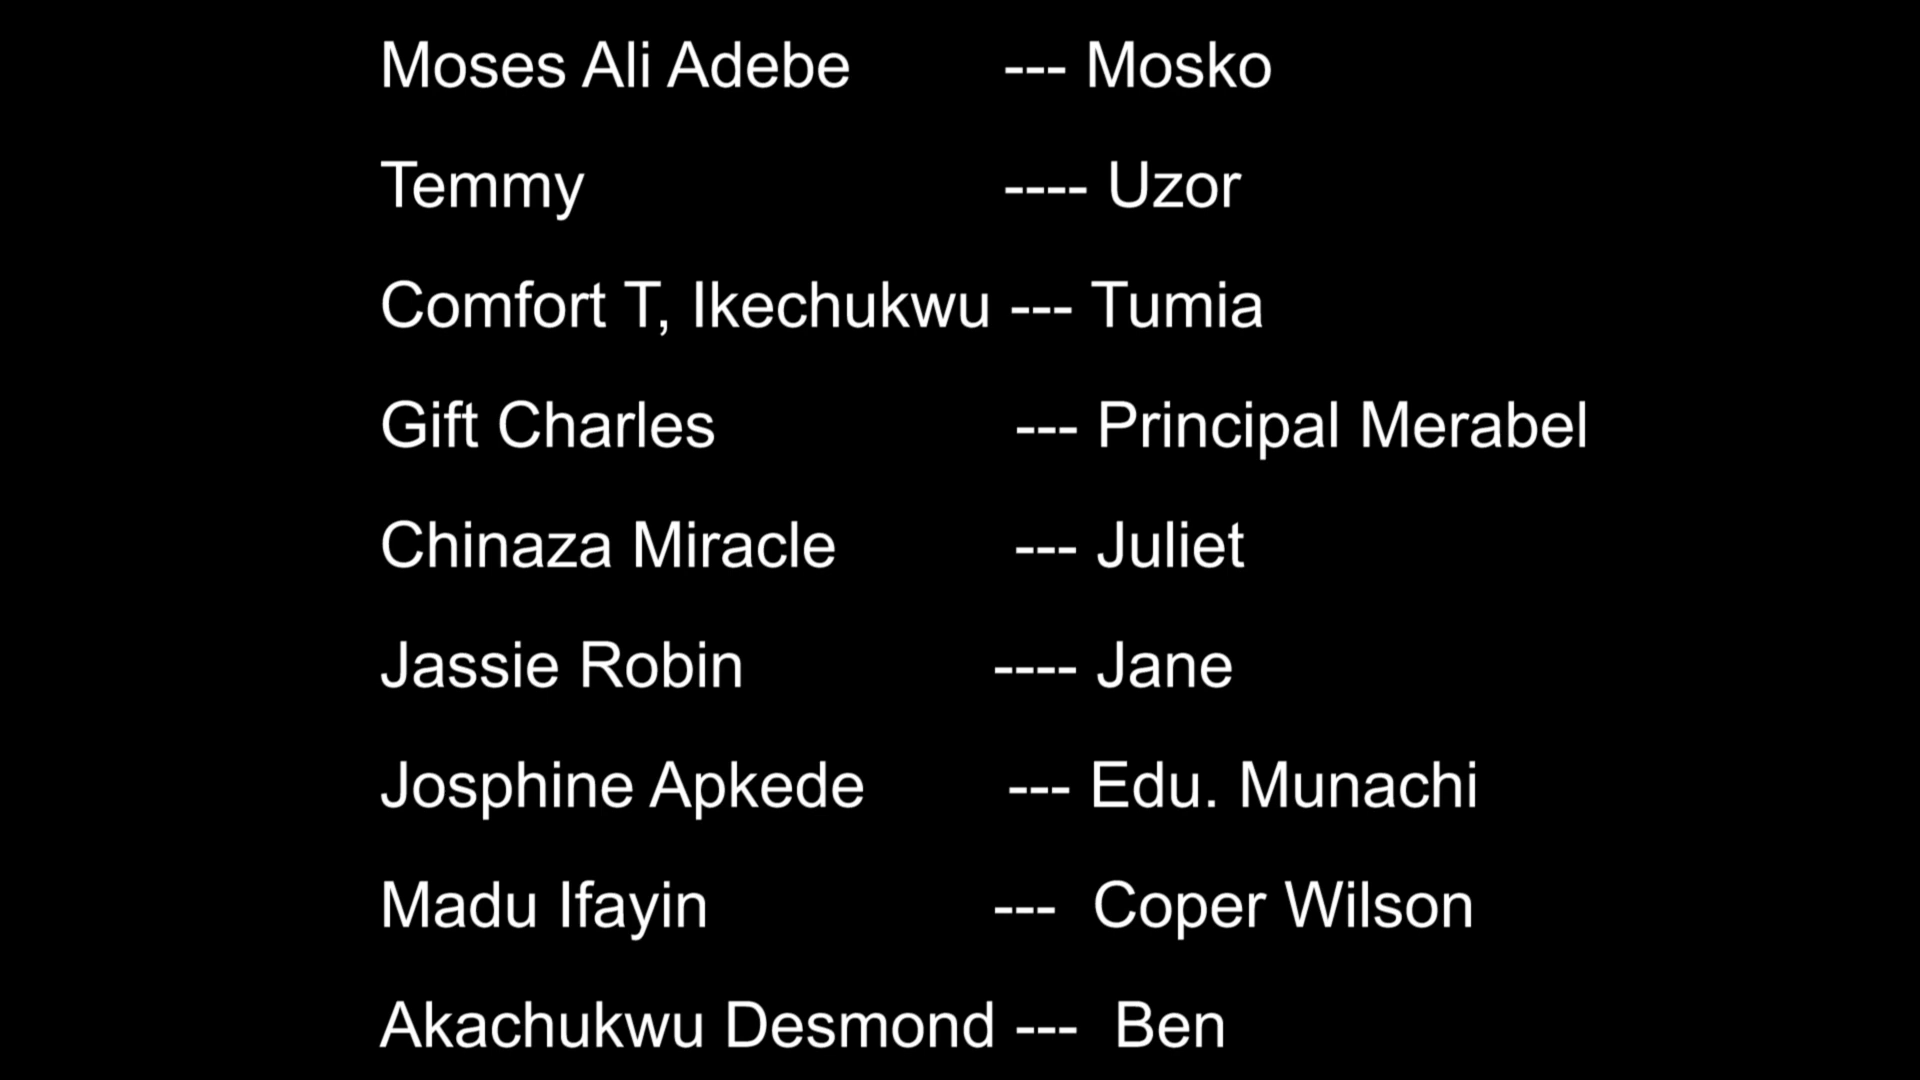 Moses Ali Adebe --- Mosko
Temmy ---- Uzor
Comfort T, Ikechukwu --- Tumia
Gift Charles --- Principal Merabel
Chinaza Miracle --- Juliet
Jassie Robin ---- Jane
Josphine Apkede --- Edu. Munachi
Madu Ifayin --- Coper Wilson
Akachukwu Desmond --- Ben